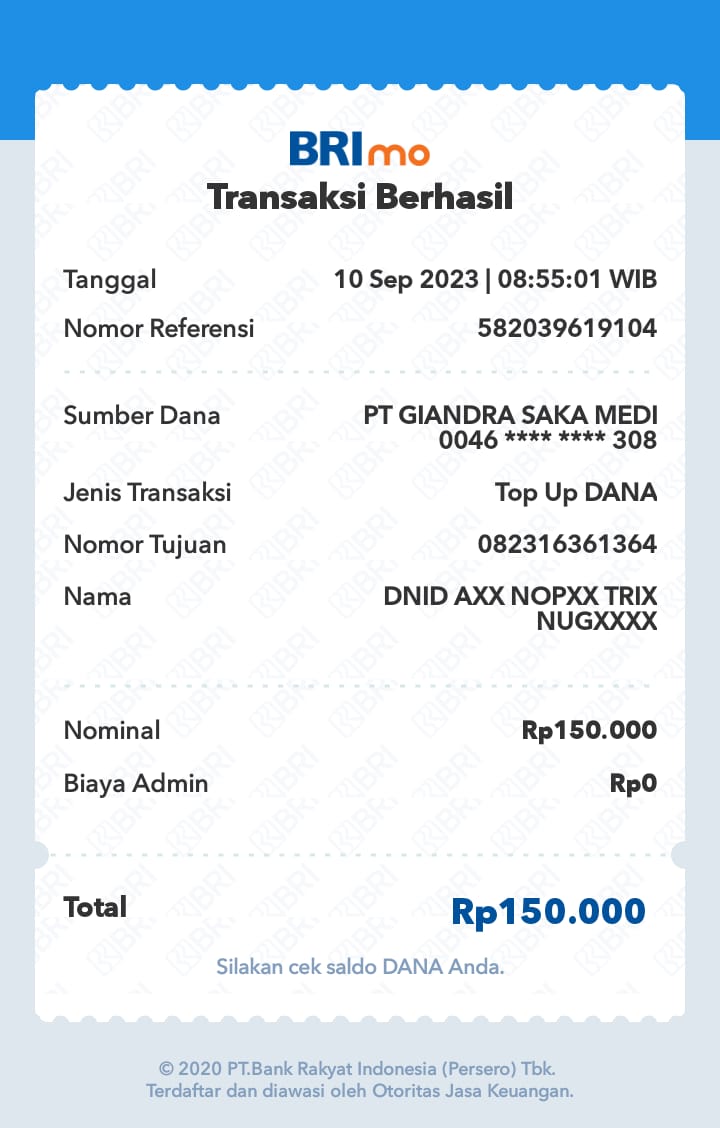 BRImo
Transaksi Berhasil
Tanggal 10 Sep 2023 | 08:55:01 WIB
Nomor Referensi 582039619104
Sumber Dana PT GIANDRA SAKA MEDI
0046 **** **** 308
Jenis Transaksi Top Up DANA
Nomor Tujuan 082316361364
Nama DNID AXX NOPXX TRIX
NUGXXXX
Nominal Rp150.000
Biaya Admin Rp0
Total Rp150.000
Silakan cek saldo DANA Anda.
© 2020 PT.Bank Rakyat Indonesia (Persero) Tbk.
Terdaftar dan diawasi oleh Otoritas Jasa Keuangan.